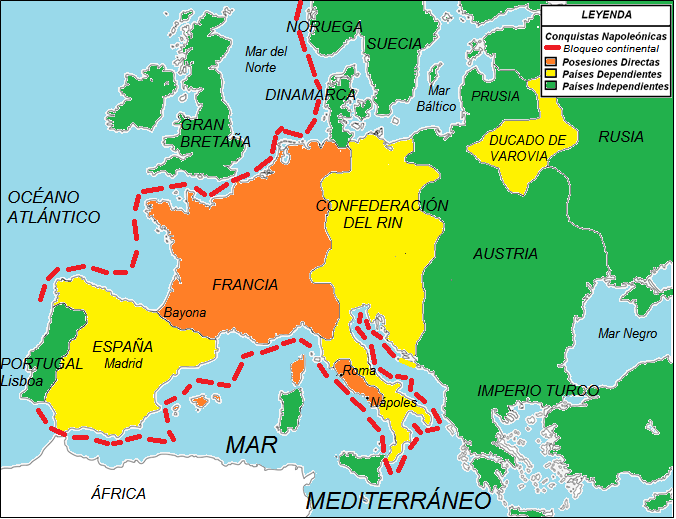 LEYENDA
Conquistas Napoleónicas
Bloqueo continental
Posesiones Directas
Países Dependientes
Países Independientes
NORUEGA
SUECIA
Mar del
Norte
DINAMARCA
Mar
Báltico
PRUSIA
GRAN
BRETAÑA
DUCADO DE
VAROVIA
RUSIA
OCÉANO
ATLÁNTICO
CONFEDERACIÓN
DEL RIN
AUSTRIA
FRANCIA
Bayona
Mar Negro
ESPAÑA
Madrid
PORTUGAL
Lisboa
Roma
IMPERIO TURCO
Nápoles
MAR
ÁFRICA
MEDITERRÁNEO